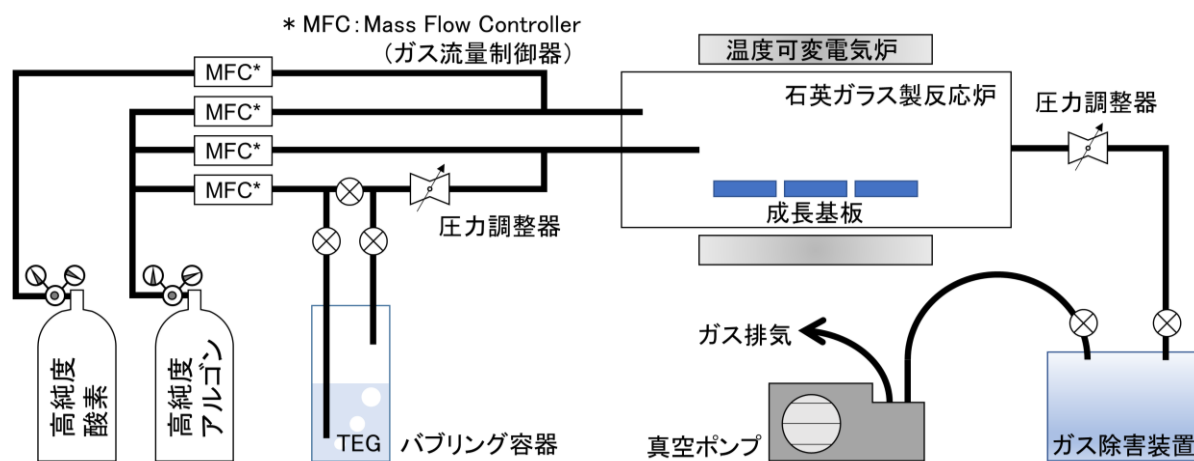 * MFC:Mass Flow Controller
(ガス流量制御器)
MFC*
MFC*
MFC*
MFC*
温度可変電気炉
石英ガラス製反応炉
圧力調整器
成長基板
圧力調整器
高純度
酸素
高純度
アルゴン
TEG
バブリング容器
ガス排気
真空ポンプ
ガス除害装置